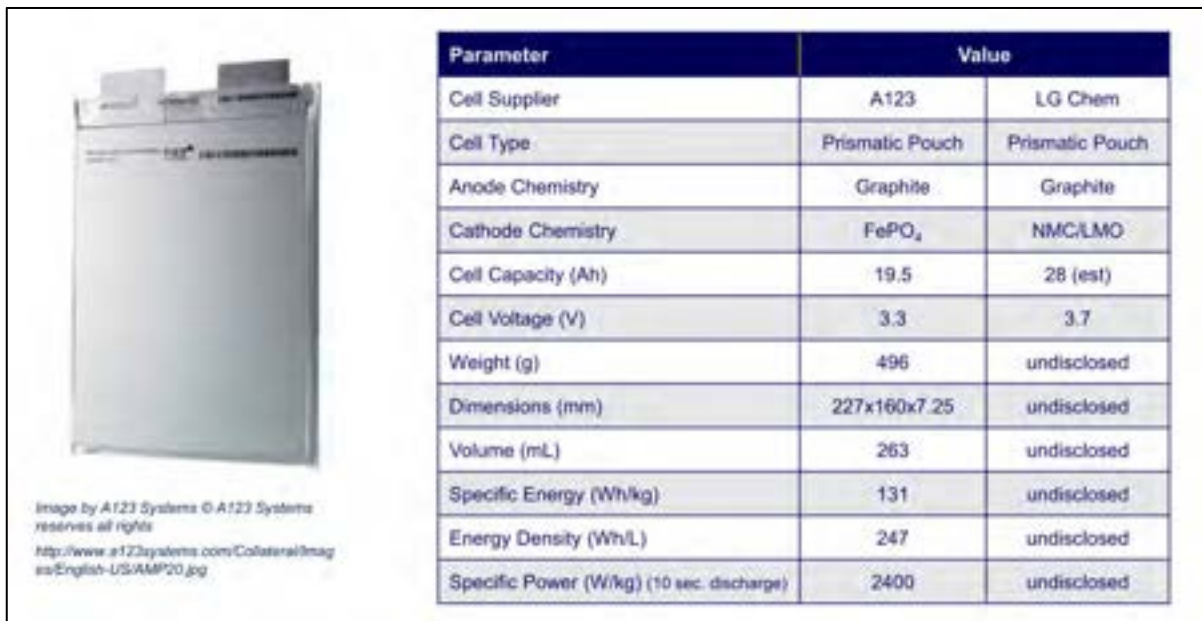 Parameter Value
Cell Supplier A123 LG Chem
Cell Type Prismatic Pouch Prismatic Pouch
Anode Chemistry Graphite Graphite
Cathode Chemistry FePO₄ NMC/LMO
Cell Capacity (Ah) 19.5 28 (est)
Cell Voltage (V) 3.3 3.7
Weight (g) 496 undisclosed
Dimensions (mm) 227x160x7.25 undisclosed
Volume (mL) 263 undisclosed
Specific Energy (Wh/kg) 131 undisclosed
Energy Density (Wh/L) 247 undisclosed
Specific Power (W/kg) (10 sec. discharge) 2400 undisclosed
Image by A123 Systems © A123 Systems
reserves all rights
http://www.a123systems.com/Collateral/Imag
es/English-US/AMP20.jpg